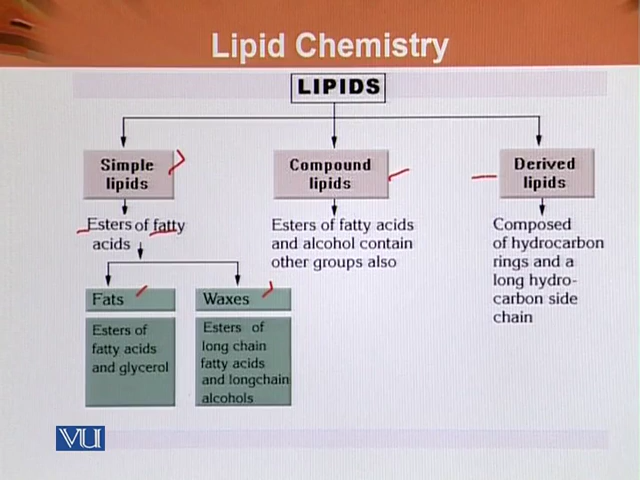 Lipid Chemistry
LIPIDS
Simple
lipids
Compound
lipids
Derived
lipids
Esters of fatty
acids
Esters of fatty acids
and alcohol contain
other groups also
Composed
of hydrocarbon
rings and a
long hydro-
carbon side
chain
Fats
Waxes
Esters of
fatty acids
and glycerol
Esters of
long chain
fatty acids
and longchain
alcohols
VU